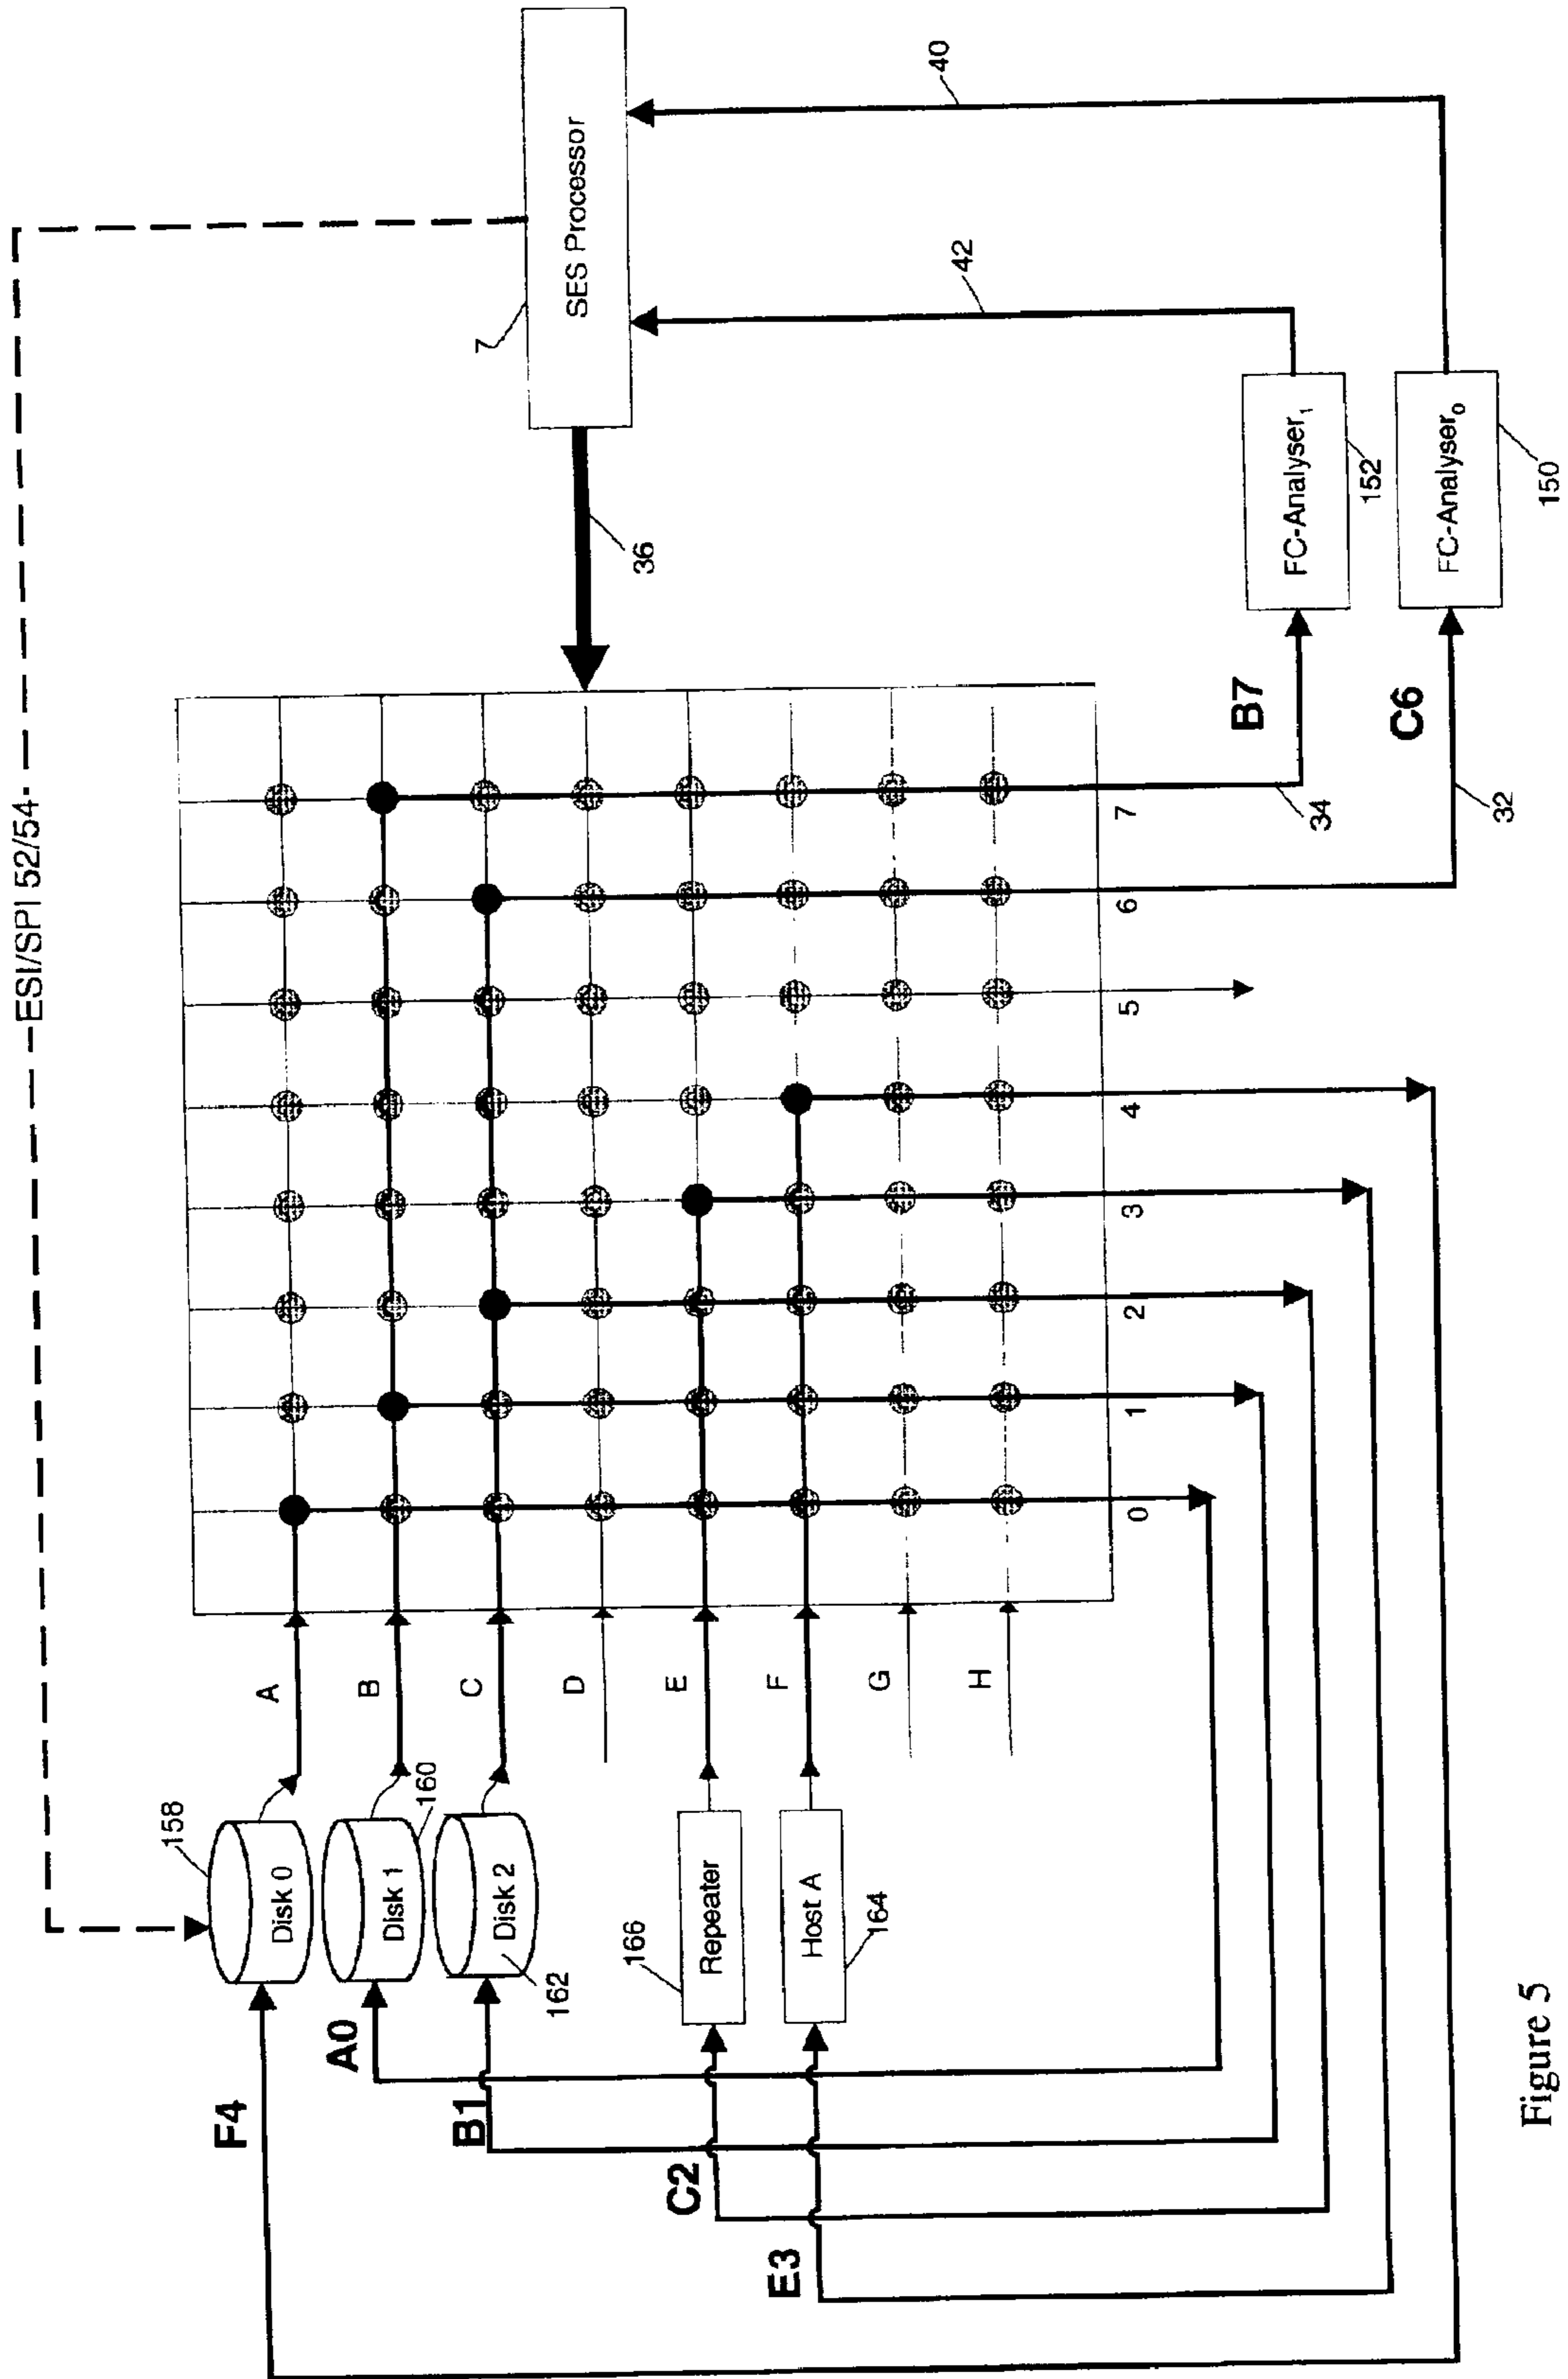 ESI/SPI 52/54
158
Disk 0
A
F4
A0
Disk 1
160
B
B1
Disk 2
162
C
D
C2
166
Repeater
E
E3
Host A
164
F
G
H
0
1
2
3
4
5
6
7
36
7
SES Processor
34
B7
FC-Analyser1
152
42
32
C6
FC-Analyser0
150
40
Figure 5